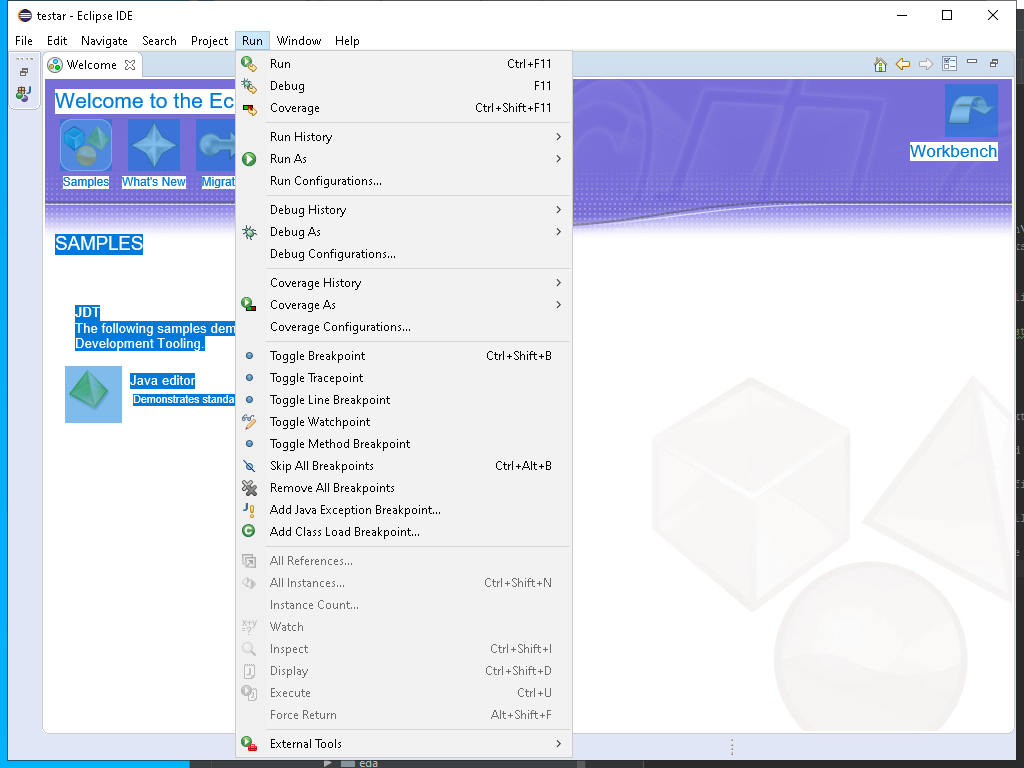 testar - Eclipse IDE
File Edit Navigate Search Project Run Window Help
Welcome
Welcome to the Ec
Workbench
Samples What's New Migrat
SAMPLES
JDT
The following samples dem
Development Tooling.
Java editor
Demonstrates standa
Run Ctrl+F11
Debug F11
Coverage Ctrl+Shift+F11
Run History
Run As
Run Configurations...
Debug History
Debug As
Debug Configurations...
Coverage History
Coverage As
Coverage Configurations...
Toggle Breakpoint Ctrl+Shift+B
Toggle Tracepoint
Toggle Line Breakpoint
Toggle Watchpoint
Toggle Method Breakpoint
Skip All Breakpoints Ctrl+Alt+B
Remove All Breakpoints
Add Java Exception Breakpoint...
Add Class Load Breakpoint...
All References...
All Instances... Ctrl+Shift+N
Instance Count...
Watch
Inspect Ctrl+Shift+I
Display Ctrl+Shift+D
Execute Ctrl+U
Force Return Alt+Shift+F
External Tools
eda